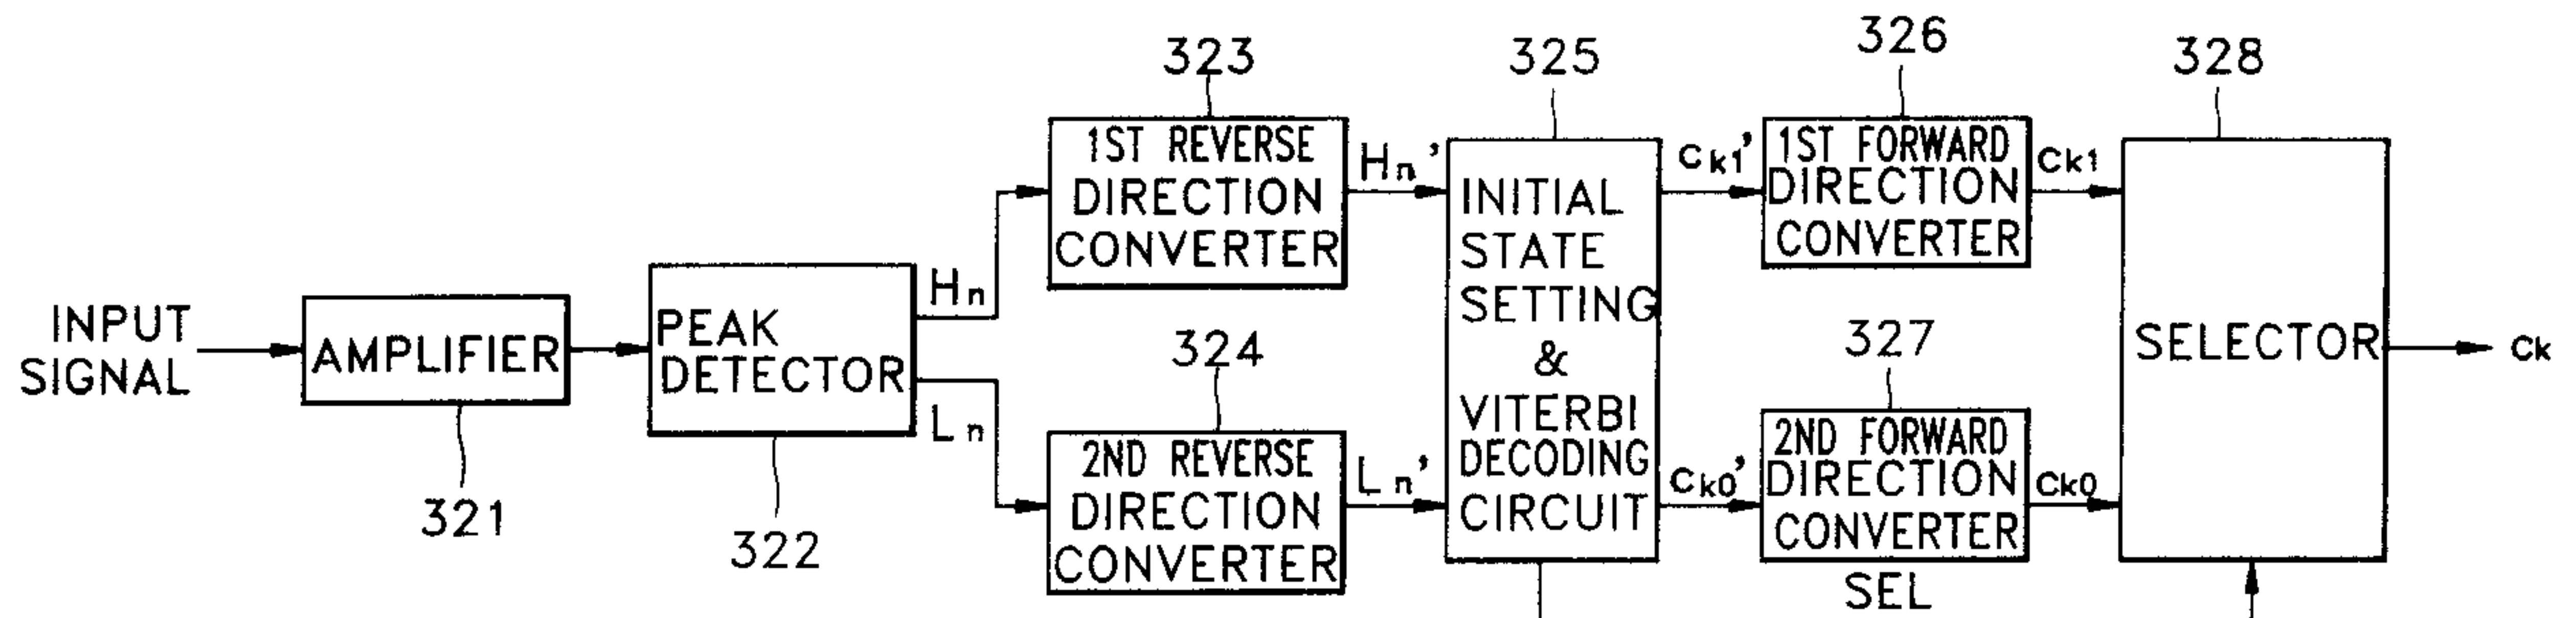 INPUT
SIGNAL
AMPLIFIER
321
PEAK
DETECTOR
322
Hn
Ln
323
1ST REVERSE
DIRECTION
CONVERTER
324
2ND REVERSE
DIRECTION
CONVERTER
Hn'
Ln'
325
INITIAL
STATE
SETTING
&
VITERBI
DECODING
CIRCUIT
ck1'
ck0'
326
1ST FORWARD
DIRECTION
CONVERTER
327
2ND FORWARD
DIRECTION
CONVERTER
SEL
ck1
ck0
328
SELECTOR
ck